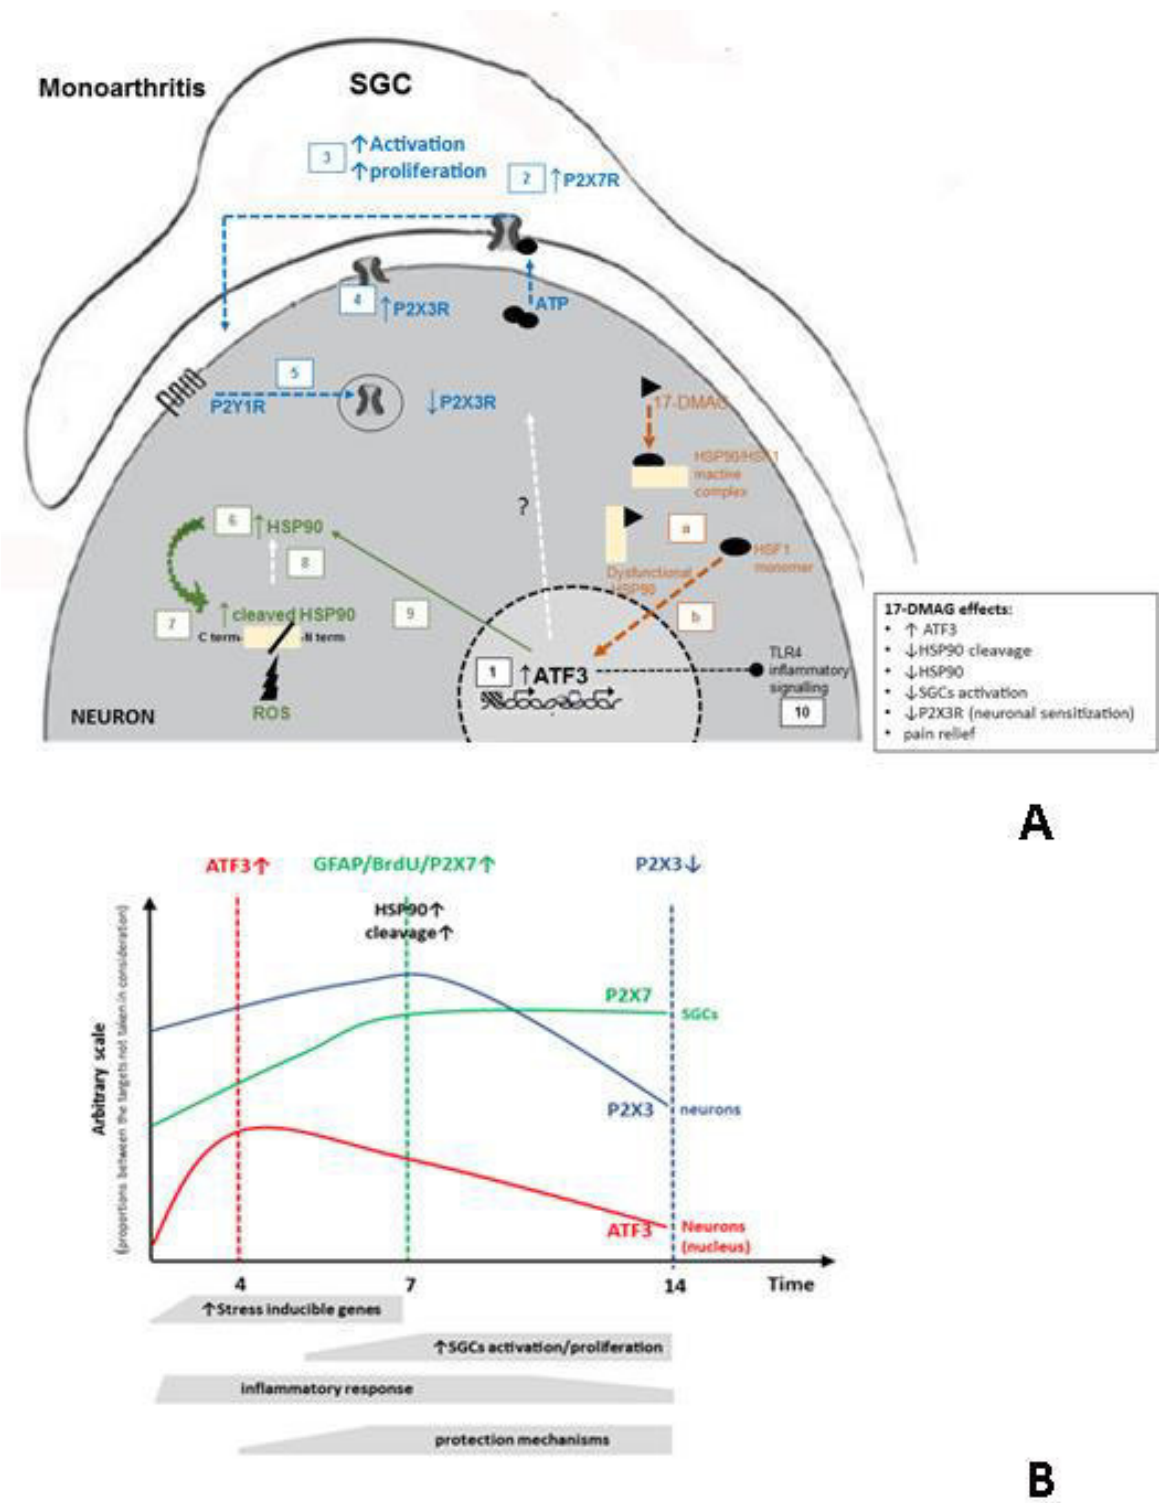 Monoarthritis
SGC
3
↑Activation
↑proliferation
2
↑P2X7R
4
↑P2X3R
ATP
5
P2Y1R
↓P2X3R
17-DMAG
HSP90/HSF1
inactive
complex
?
6
↑HSP90
a
HSF1
monomer
8
Dysfunctional
HSP90
7
↑cleaved HSP90
C term
N term
9
b
1
↑ATF3
TLR4
inflammatory
signalling
10
ROS
NEURON
17-DMAG effects:
• ↑ ATF3
• ↓HSP90 cleavage
• ↓HSP90
• ↓SGCs activation
• ↓P2X3R (neuronal sensitization)
• pain relief
A
ATF3↑
GFAP/BrdU/P2X7↑
P2X3↓
HSP90↑
cleavage↑
Arbitrary scale
(proportions between the targets not taken in consideration)
P2X7
SGCs
P2X3
neurons
ATF3
Neurons
(nucleus)
4
7
14
Time
↑Stress inducible genes
↑SGCs activation/proliferation
inflammatory response
protection mechanisms
B